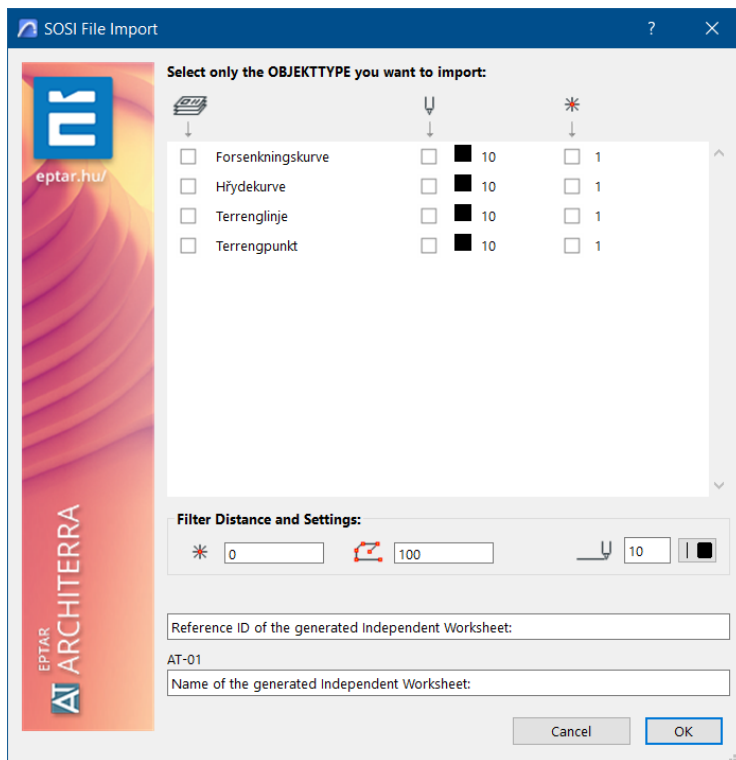 SOSI File Import
?
Select only the OBJEKTTYPE you want to import:
Forsenkningskurve 10 1
Hřydekurve 10 1
Terrenglinje 10 1
Terrengpunkt 10 1
eptar.hu/
Filter Distance and Settings:
0 100 10
Reference ID of the generated Independent Worksheet:
AT-01
Name of the generated Independent Worksheet:
EPTAR
AT ARCHITERRA
Cancel OK